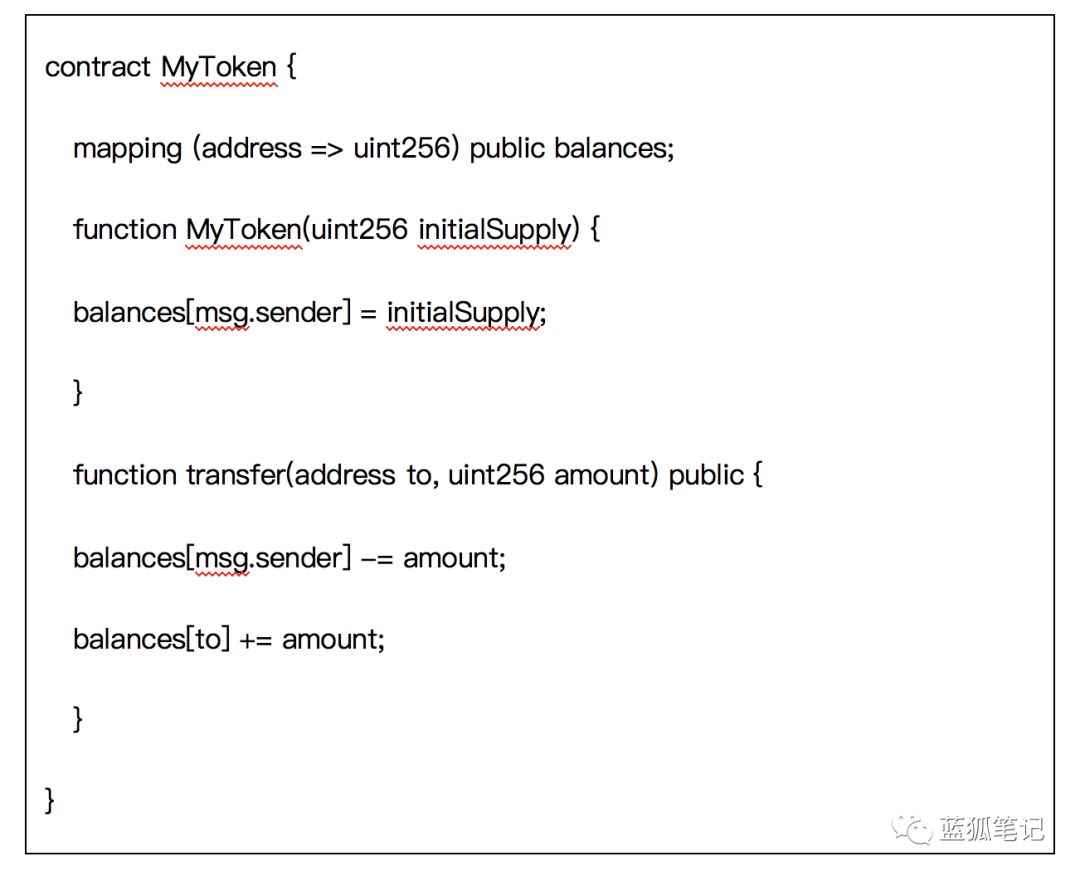 contract MyToken {
mapping (address => uint256) public balances;
function MyToken(uint256 initialSupply) {
balances[msg.sender] = initialSupply;
}
function transfer(address to, uint256 amount) public {
balances[msg.sender] -= amount;
balances[to] += amount;
}
}
蓝狐笔记